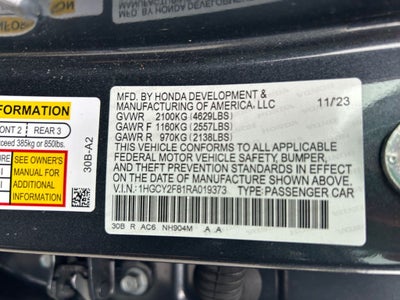 MFD. BY HONDA DEVELOPMENT &
MANUFACTURING OF AMERICA, LLC 11/23
GVWR 2100KG (4629LBS)
GAWR F 1160KG (2557LBS)
GAWR R 970KG (2138LBS)
THIS VEHICLE CONFORMS TO ALL APPLICABLE
FEDERAL MOTOR VEHICLE SAFETY, BUMPER,
AND THEFT PREVENTION STANDARDS IN EFFECT
ON THE DATE OF MANUFACTURE SHOWN ABOVE.
V.I.N.: 1HGCY2F81RA019373 TYPE: PASSENGER CAR
30B R AC6 NH904M A A
FORMATION
ONT 2 REAR 3
xceed 385kg or 850lbs.
SEE OWNER'S
MANUAL FOR
ADDITIONAL
INFORMATION
30B-A2